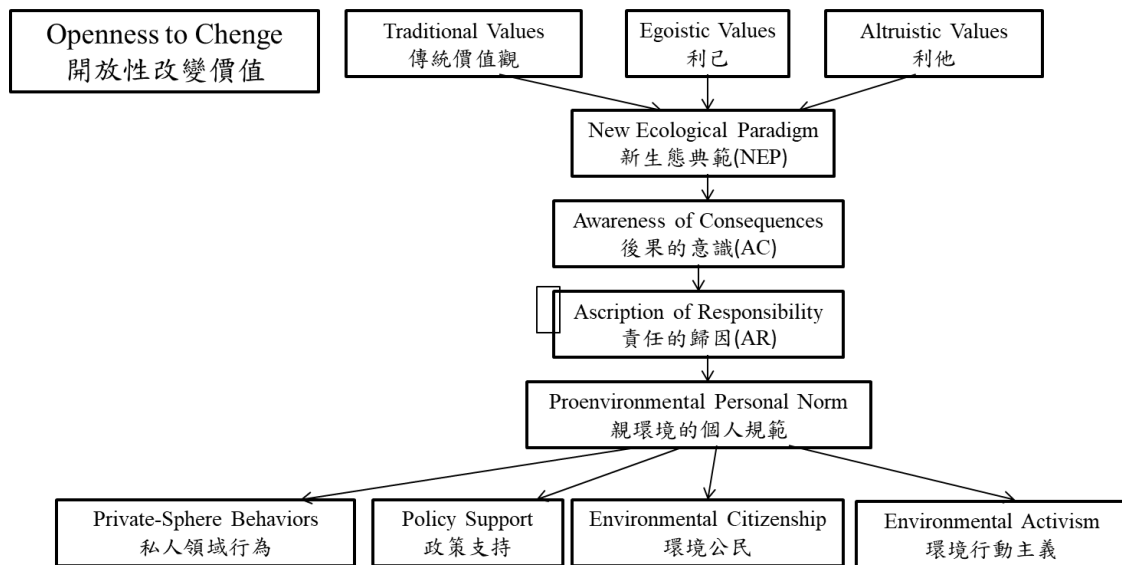 Openness to Chenge
開放性改變價值
Traditional Values
傳統價值觀
Egoistic Values
利己
Altruistic Values
利他
New Ecological Paradigm
新生態典範(NEP)
Awareness of Consequences
後果的意識(AC)
Ascription of Responsibility
責任的歸因(AR)
Proenvironmental Personal Norm
親環境的個人規範
Private-Sphere Behaviors
私人領域行為
Policy Support
政策支持
Environmental Citizenship
環境公民
Environmental Activism
環境行動主義